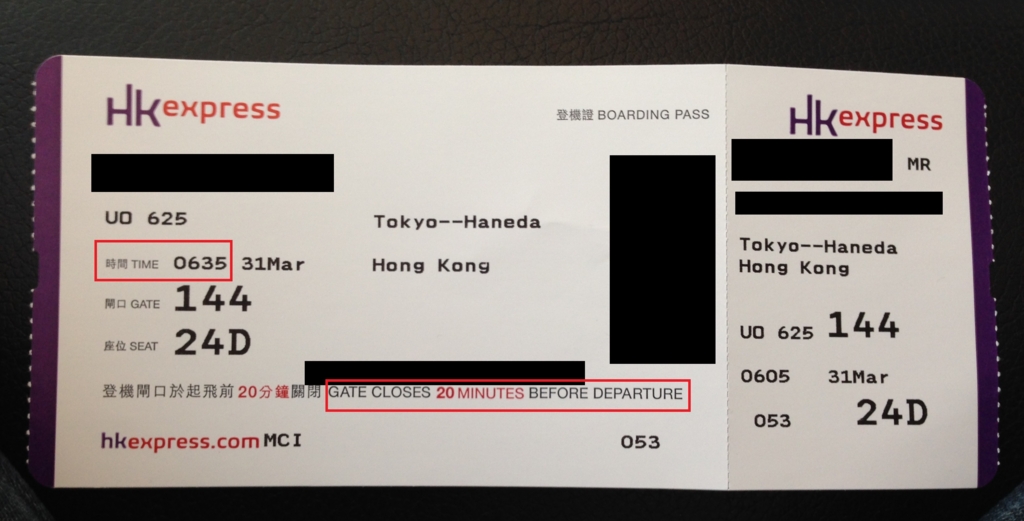 HK express
登機證 BOARDING PASS
UO 625
Tokyo--Haneda
時間 TIME 0635 31Mar
Hong Kong
閘口 GATE 144
座位 SEAT 24D
登機閘口於起飛前 20分鐘關閉 GATE CLOSES 20 MINUTES BEFORE DEPARTURE
hkexpress.com MCI
053
HK express
MR
Tokyo--Haneda
Hong Kong
UO 625 144
0605 31Mar
053 24D